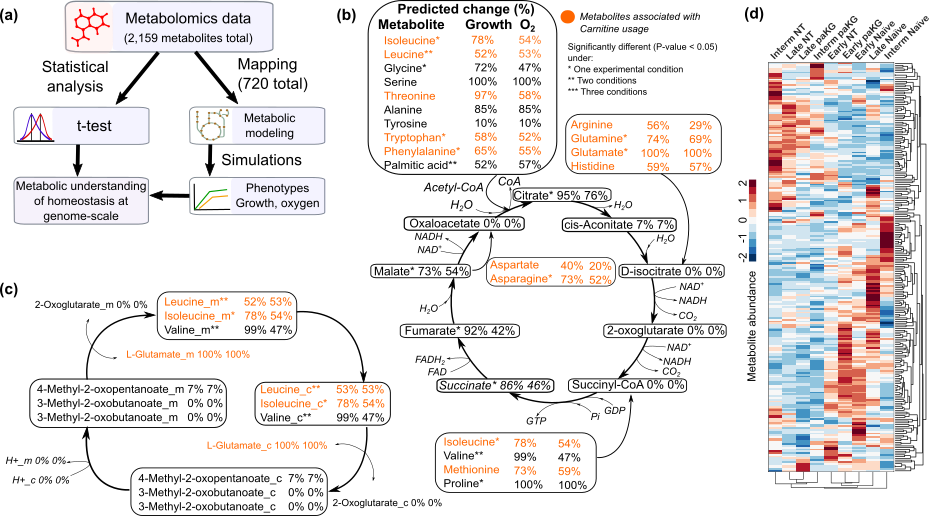 (a)
Metabolomics data
(2,159 metabolites total)
Statistical
analysis
Mapping
(720 total)
t-test
Metabolic
modeling
Simulations
Metabolic understanding
of homeostasis at
genome-scale
Phenotypes
Growth, oxygen
(b)
Predicted change (%)
Metabolite Growth O2
Isoleucine* 78% 54%
Leucine** 52% 53%
Glycine* 72% 47%
Serine 100% 100%
Threonine 97% 58%
Alanine 85% 85%
Tyrosine 10% 10%
Tryptophan* 58% 52%
Phenylalanine* 65% 55%
Palmitic acid** 52% 57%
Metabolites associated with
Carnitine usage
Significantly different (P-value < 0.05)
under:
* One experimental condition
** Two conditions
*** Three conditions
Arginine 56% 29%
Glutamine* 74% 69%
Glutamate* 100% 100%
Histidine 59% 57%
Acetyl-CoA
CoA
H2O
Citrate* 95% 76%
H2O
Oxaloacetate 0% 0%
cis-Aconitate 7% 7%
NADH
NAD+
H2O
Malate* 73% 54%
Aspartate 40% 20%
Asparagine* 73% 52%
D-isocitrate 0% 0%
NAD+
NADH
CO2
H2O
Fumarate* 92% 42%
2-oxoglutarate 0% 0%
NAD+
NADH
CO2
FADH2
FAD
Succinate* 86% 46%
Succinyl-CoA 0% 0%
GDP
Pi
GTP
Isoleucine* 78% 54%
Valine** 99% 47%
Methionine 73% 59%
Proline* 100% 100%
(c)
2-Oxoglutarate_m 0% 0%
Leucine_m** 52% 53%
Isoleucine_m* 78% 54%
Valine_m** 99% 47%
L-Glutamate_m 100% 100%
4-Methyl-2-oxopentanoate_m 7% 7%
3-Methyl-2-oxobutanoate_m 0% 0%
3-Methyl-2-oxobutanoate_m 0% 0%
Leucine_c** 53% 53%
Isoleucine_c* 78% 54%
Valine_c** 99% 47%
L-Glutamate_c 100% 100%
H+_m 0% 0%
H+_c 0% 0%
4-Methyl-2-oxopentanoate_c 7% 7%
3-Methyl-2-oxobutanoate_c 0% 0%
3-Methyl-2-oxobutanoate_c 0% 0%
2-Oxoglutarate_c 0% 0%
(d)
Interm NT
Late NT
Late paKG
Interm paKG
Early NT
Early paKG
Early Naive
Late Naive
Interm Naive
Metabolite abundance
-2 -1 0 1 2